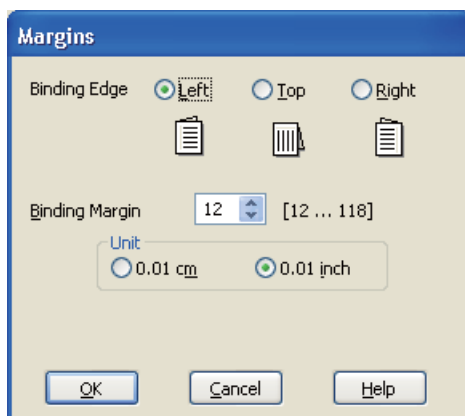 Margins
Binding Edge Left Top Right
Binding Margin 12 [12 ... 118]
Unit
0.01 cm 0.01 inch
OK Cancel Help